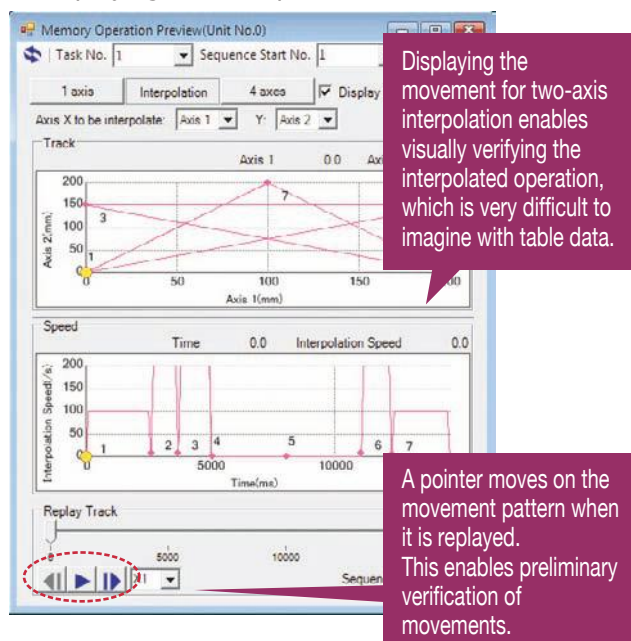 Memory Operation Preview(Unit No.0)
Task No. 1 Sequence Start No. 1
1 axis Interpolation 4 axes Display
Axis X to be interpolate: Axis 1 Y: Axis 2
Displaying the
movement for two-axis
interpolation enables
visually verifying the
interpolated operation,
which is very difficult to
imagine with table data.
Track
Axis 1 0.0
200
150
100
50
0
Axis 2(mm)
1
3
7
50 100 150
Axis 1(mm)
Speed
Time 0.0 Interpolation Speed 0.0
200
150
100
50
0
Interpolation Speed(/s)
1 2 3 4 5 6 7
0 5000 10000
Time(ms)
Replay Track
0 5000 10000
A pointer moves on the
movement pattern when
it is replayed.
This enables preliminary
verification of
movements.